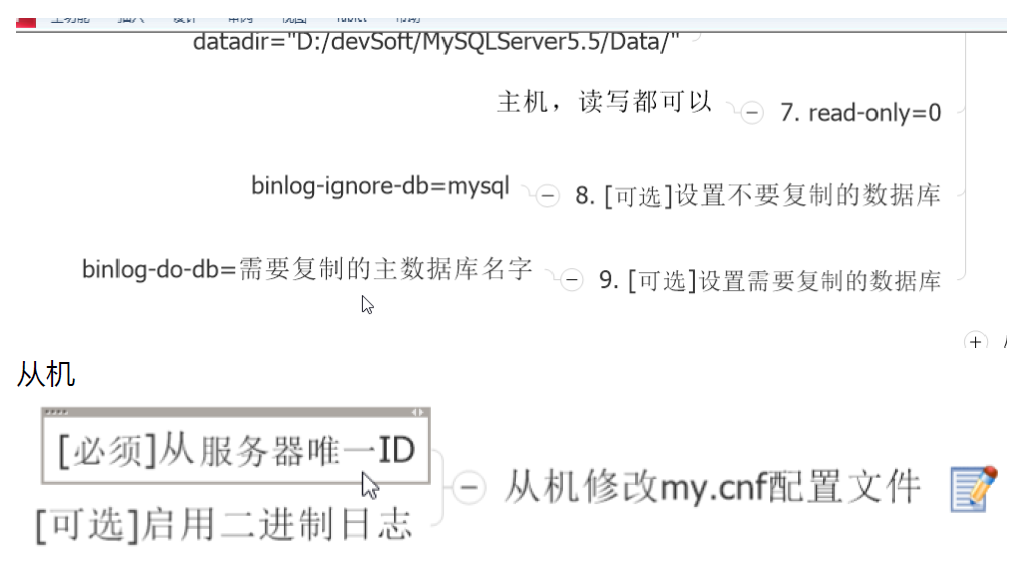 datadir="D:/devSoft/MySQLServer5.5/Data/"
主机，读写都可以
7. read-only=0
binlog-ignore-db=mysql
8. [可选]设置不要复制的数据库
binlog-do-db=需要复制的主数据库名字
9. [可选]设置需要复制的数据库
从机
[必须]从服务器唯一ID
从机修改my.cnf配置文件
[可选]启用二进制日志